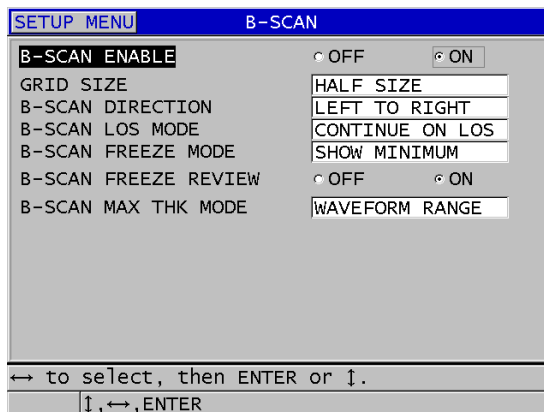 SETUP MENU B-SCAN
B-SCAN ENABLE OFF ON
GRID SIZE HALF SIZE
B-SCAN DIRECTION LEFT TO RIGHT
B-SCAN LOS MODE CONTINUE ON LOS
B-SCAN FREEZE MODE SHOW MINIMUM
B-SCAN FREEZE REVIEW OFF ON
B-SCAN MAX THK MODE WAVEFORM RANGE
↔ to select, then ENTER or ↕.
↕,↔,ENTER